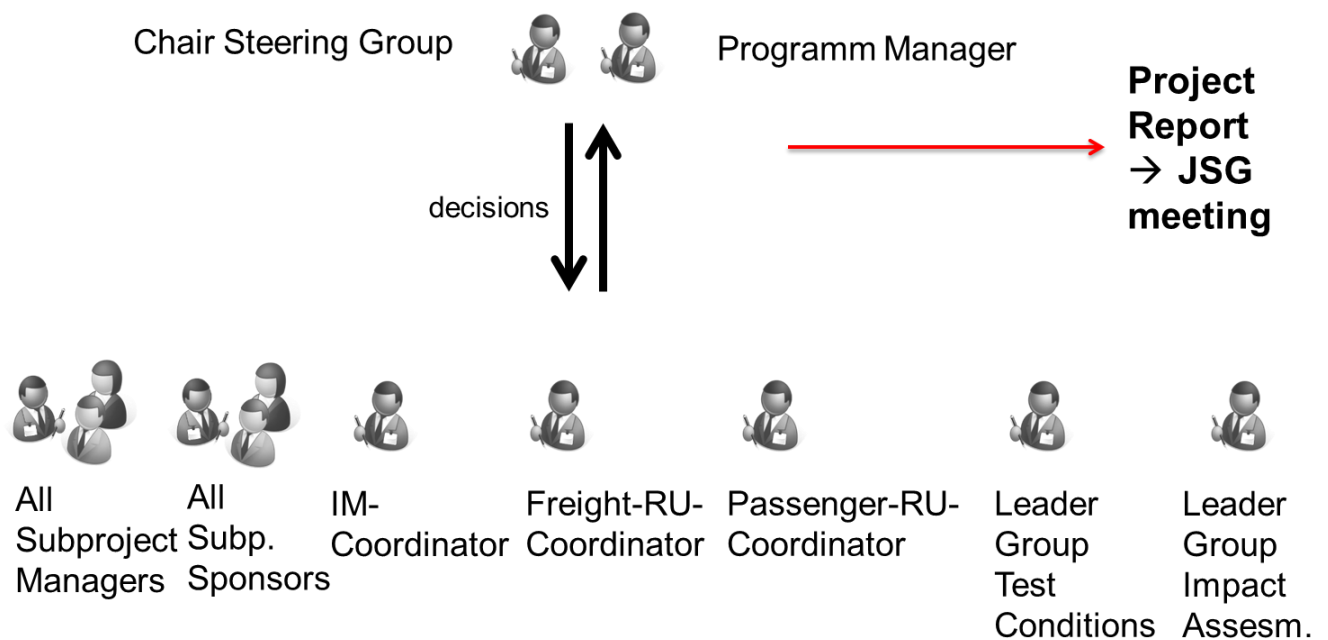 Chair Steering Group
Programm Manager
Project
Report
→ JSG
meeting
decisions
All
Subproject
Managers
All
Subp.
Sponsors
IM-
Coordinator
Freight-RU-
Coordinator
Passenger-RU-
Coordinator
Leader
Group
Test
Conditions
Leader
Group
Impact
Assesm.